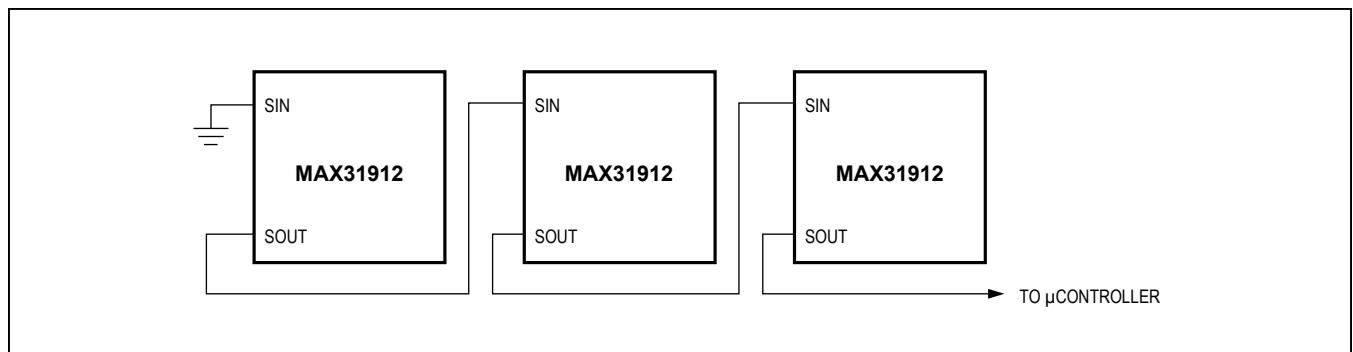 SIN
MAX31912
SOUT
SIN
MAX31912
SOUT
SIN
MAX31912
SOUT
TO µCONTROLLER